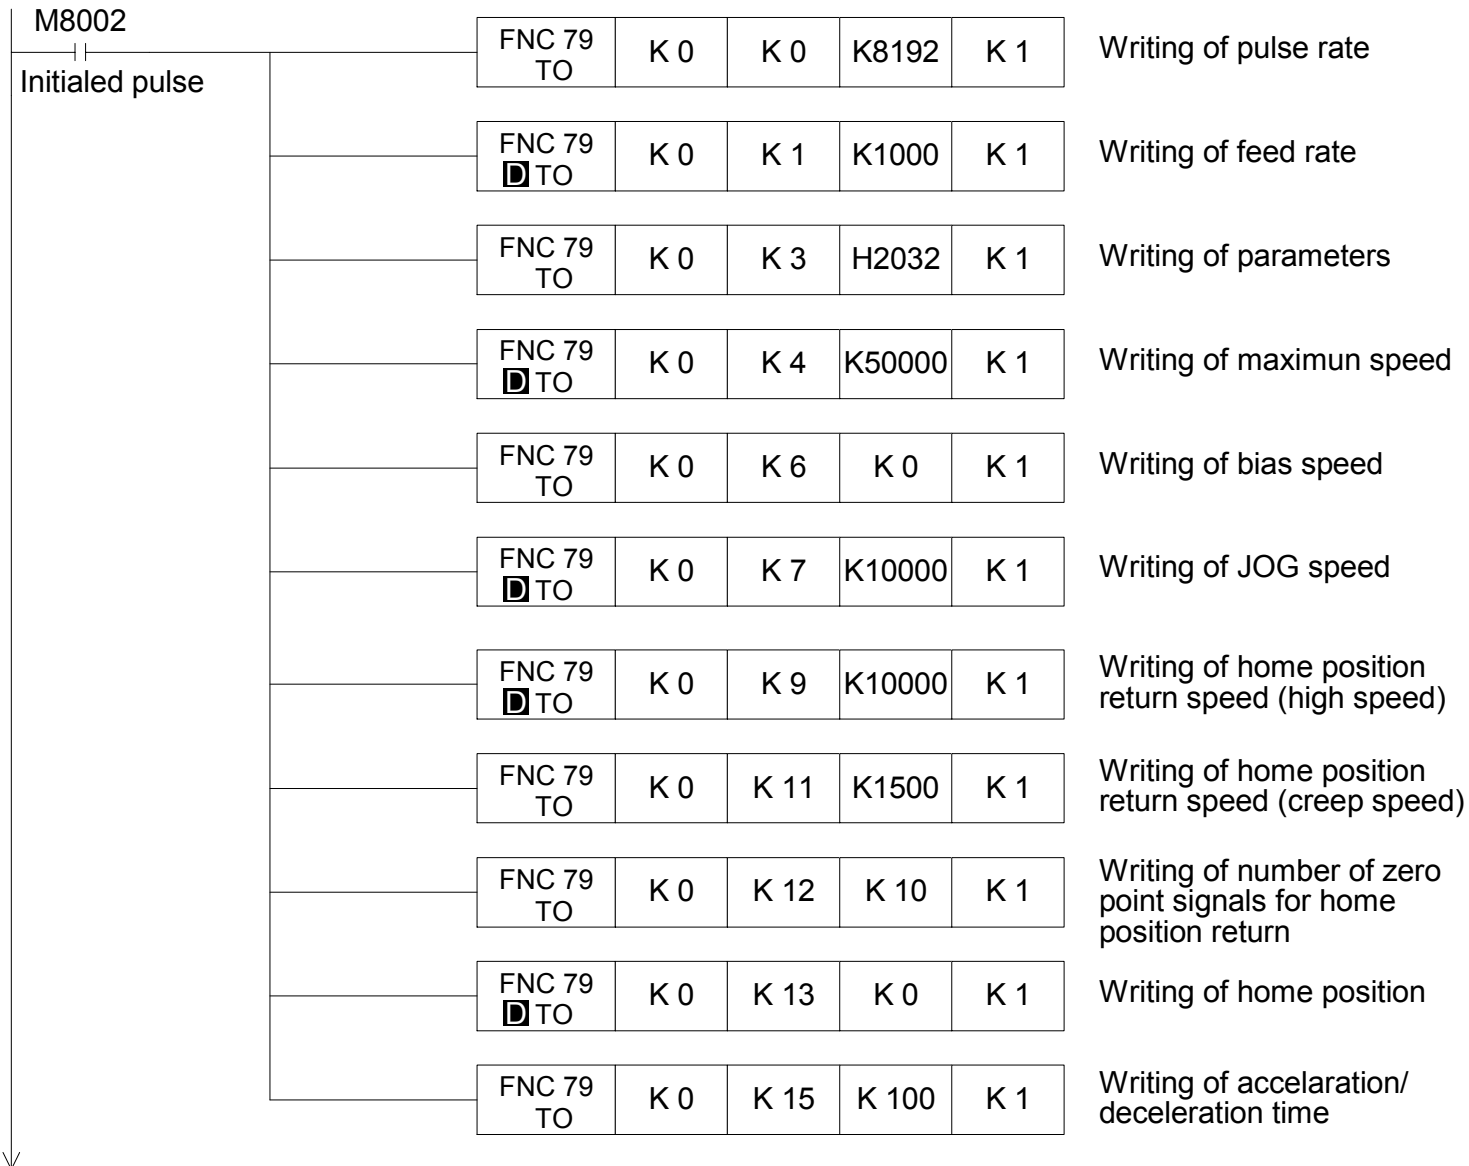 M8002
Initialed pulse
FNC 79 K 0 K 0 K8192 K 1 Writing of pulse rate
TO
FNC 79 K 0 K 1 K1000 K 1 Writing of feed rate
D TO
FNC 79 K 0 K 3 H2032 K 1 Writing of parameters
TO
FNC 79 K 0 K 4 K50000 K 1 Writing of maximun speed
D TO
FNC 79 K 0 K 6 K 0 K 1 Writing of bias speed
TO
FNC 79 K 0 K 7 K10000 K 1 Writing of JOG speed
D TO
FNC 79 K 0 K 9 K10000 K 1 Writing of home position
D TO return speed (high speed)
FNC 79 K 0 K 11 K1500 K 1 Writing of home position
TO return speed (creep speed)
FNC 79 K 0 K 12 K 10 K 1 Writing of number of zero
TO point signals for home
position return
FNC 79 K 0 K 13 K 0 K 1 Writing of home position
D TO
FNC 79 K 0 K 15 K 100 K 1 Writing of accelaration/
TO deceleration time